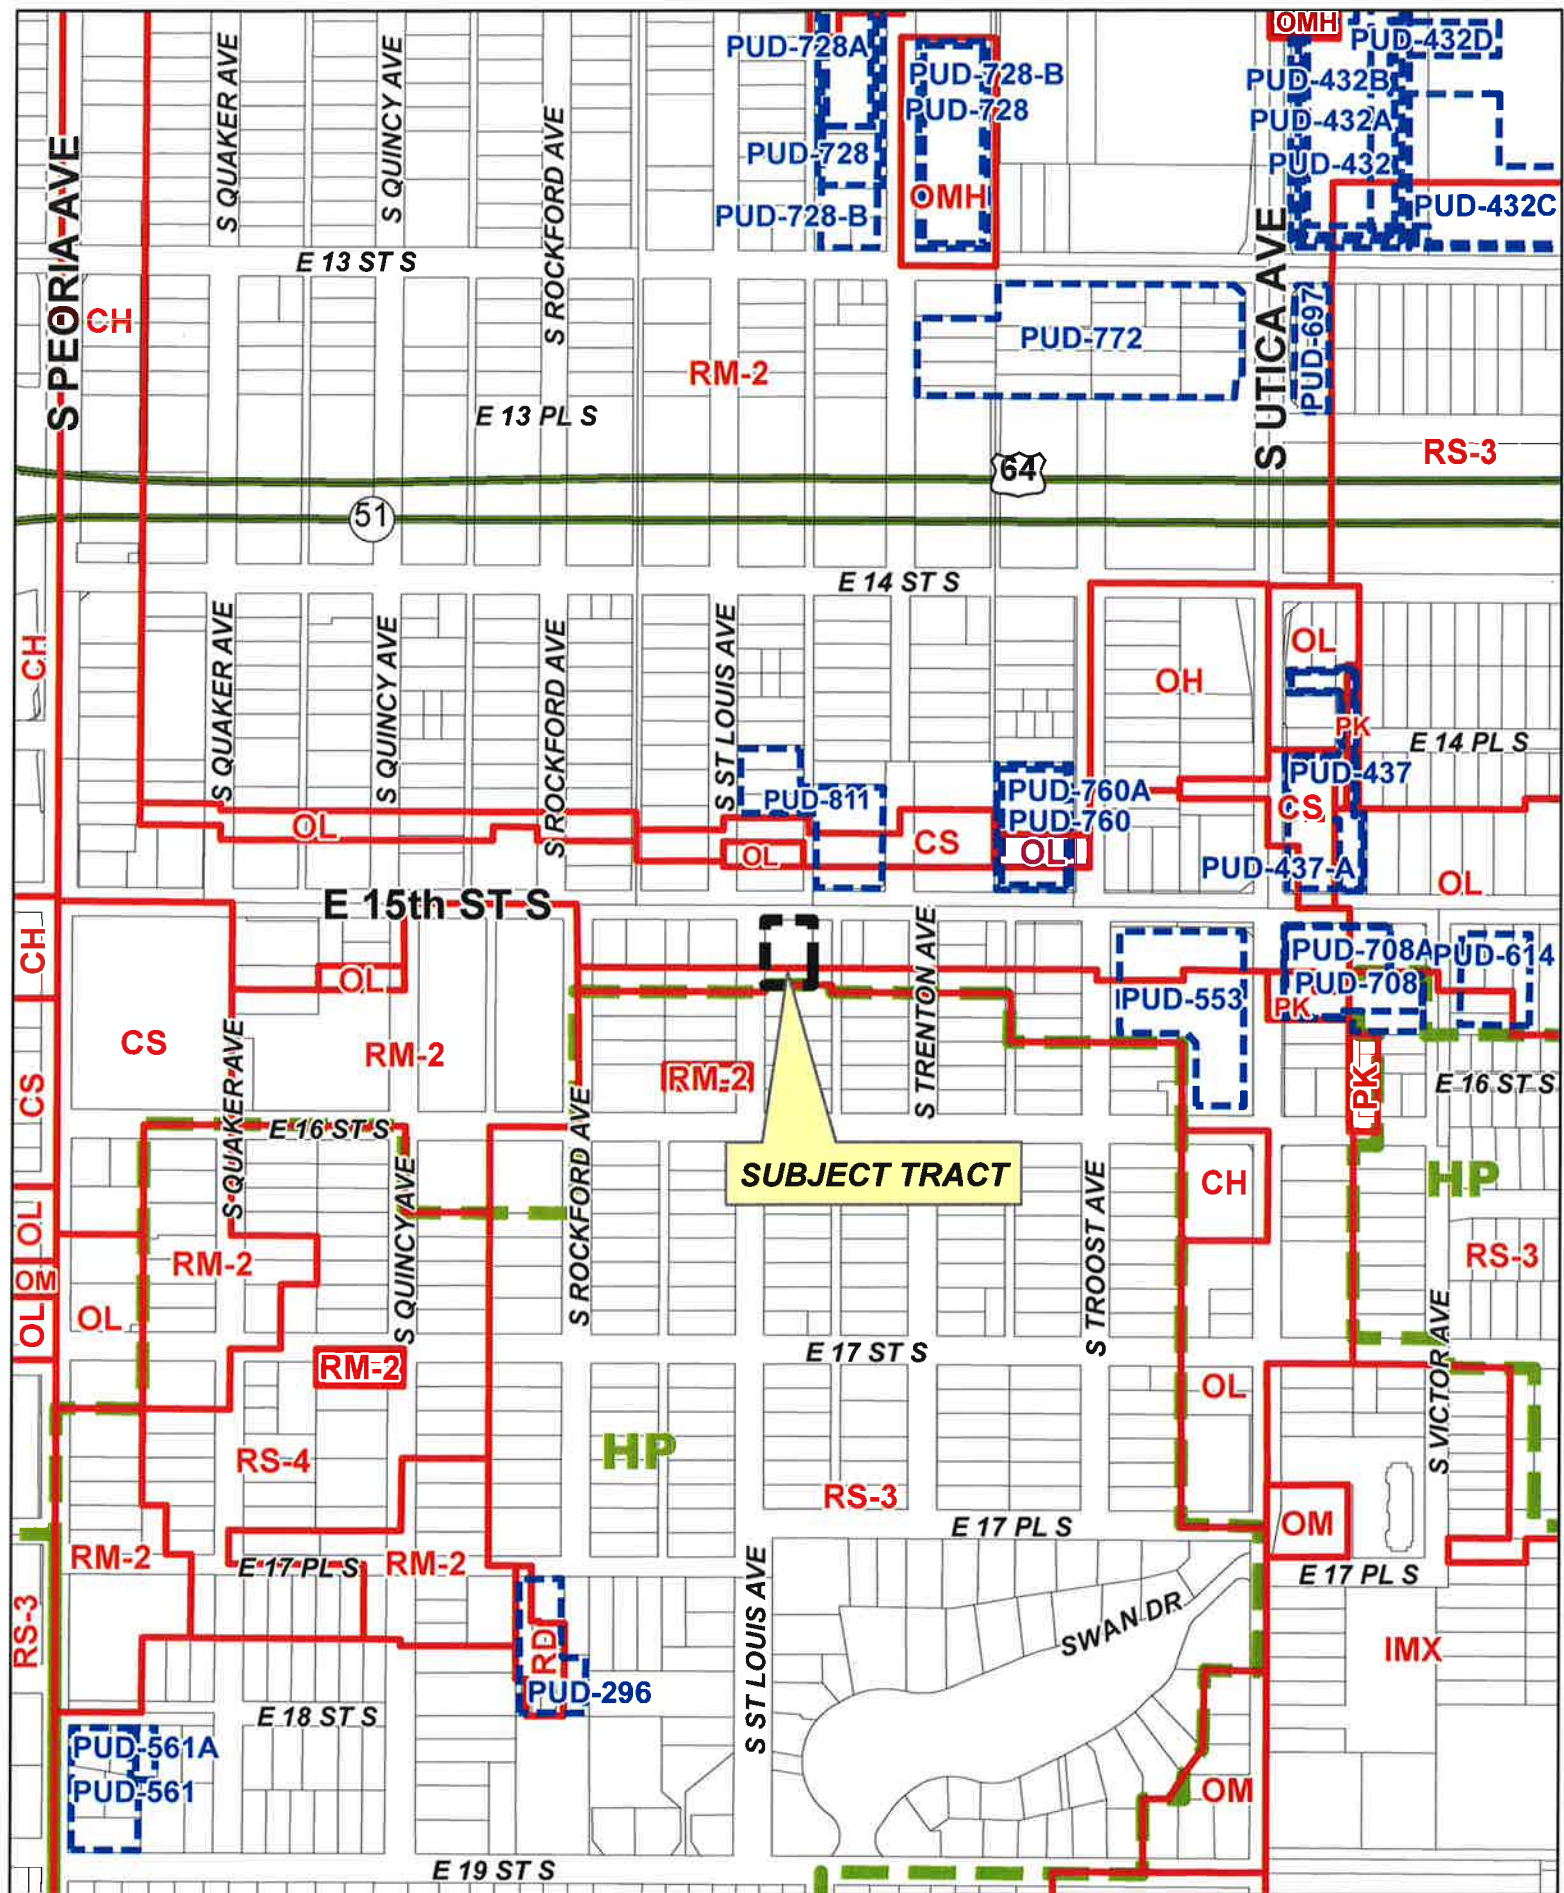 OMH
PUD-728A
PUD-432D
PUD-728-B
PUD-432B
PUD-728
PUD-432A
PUD-728
PUD-432
OMH
PUD-728-B
PUD-432C
S QUAKER AVE
S QUINCY AVE
S ROCKFORD AVE
S PEORIA AVE
S UTICA AVE
E 13 ST S
CH
PUD-772
PUD-697
RM-2
E 13 PL S
RS-3
64
51
E 14 ST S
CH
S QUAKER AVE
S QUINCY AVE
S ROCKFORD AVE
S ST LOUIS AVE
OL
OH
PK
E 14 PL S
PUD-437
PUD-811
PUD-760A
PUD-760
CS
OL
CS
OL
OL
PUD-437-A
OL
E 15th ST S
CH
S TRENTON AVE
PUD-708A
PUD-614
OL
PUD-553
PUD-708
PK
CS
RM-2
RM-2
PK
CS
E 16 ST S
S QUAKER AVE
E 16 ST S
S ROCKFORD AVE
SUBJECT TRACT
CH
HP
OL
S QUINCY AVE
S TROOST AVE
RM-2
RS-3
OM
OL
OL
E 17 ST S
S VICTOR AVE
RM-2
OL
HP
RS-4
RS-3
OM
E 17 PL S
RM-2
E 17 PL S
RM-2
E 17 PL S
RS-3
RD
S ST LOUIS AVE
SWAN DR
IMX
PUD-296
E 18 ST S
PUD-561A
PUD-561
OM
E 19 ST S